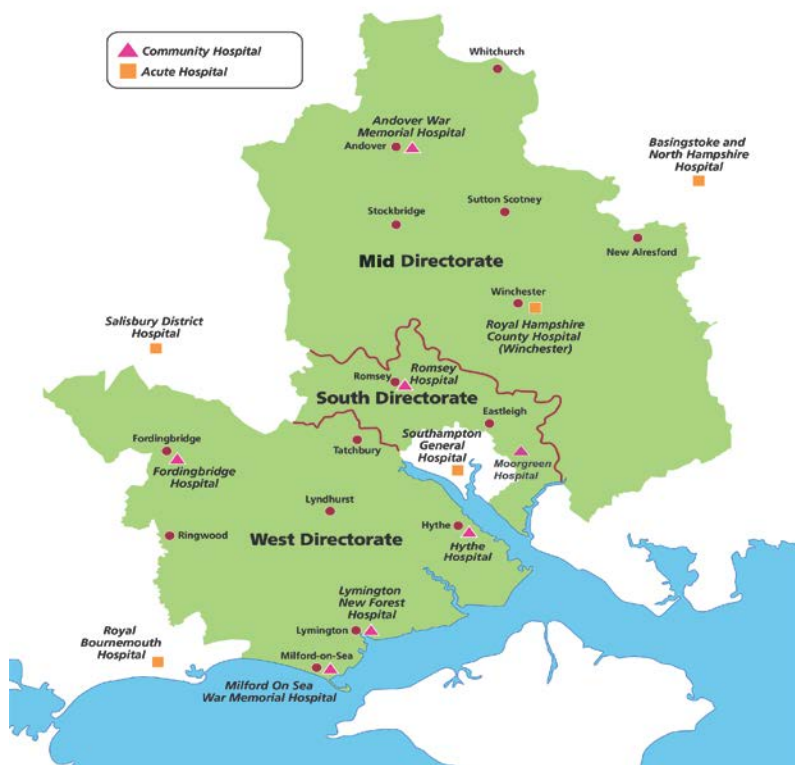 Community Hospital
Acute Hospital
Whitchurch
Andover War
Memorial Hospital
Andover
Basingstoke and
North Hampshire
Hospital
Sutton Scotney
Stockbridge
New Alresford
Mid Directorate
Winchester
Royal Hampshire
County Hospital
(Winchester)
Salisbury District
Hospital
Romsey
Romsey
Hospital
South Directorate
Eastleigh
Southampton
General
Hospital
Moorgreen
Hospital
Fordingbridge
Fordingbridge
Hospital
Tatchbury
Lyndhurst
Ringwood
West Directorate
Hythe
Hythe
Hospital
Lymington
New Forest
Hospital
Lymington
Royal
Bournemouth
Hospital
Milford-on-Sea
Milford On Sea
War Memorial Hospital